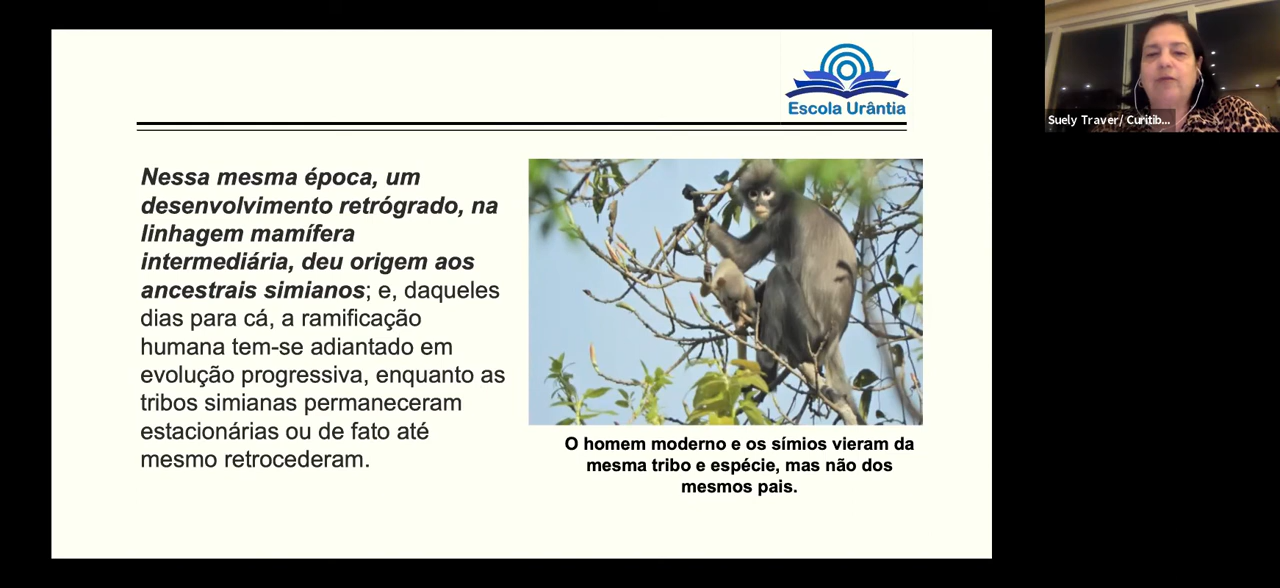 Escola Urântia
Suely Traver/ Curitib...
Nessa mesma época, um
desenvolvimento retrógrado, na
linhagem mamífera
intermediária, deu origem aos
ancestrais simianos; e, daqueles
dias para cá, a ramificação
humana tem-se adiantado em
evolução progressiva, enquanto as
tribos simianas permaneceram
estacionárias ou de fato até
mesmo retrocederam.
O homem moderno e os símios vieram da
mesma tribo e espécie, mas não dos
mesmos pais.